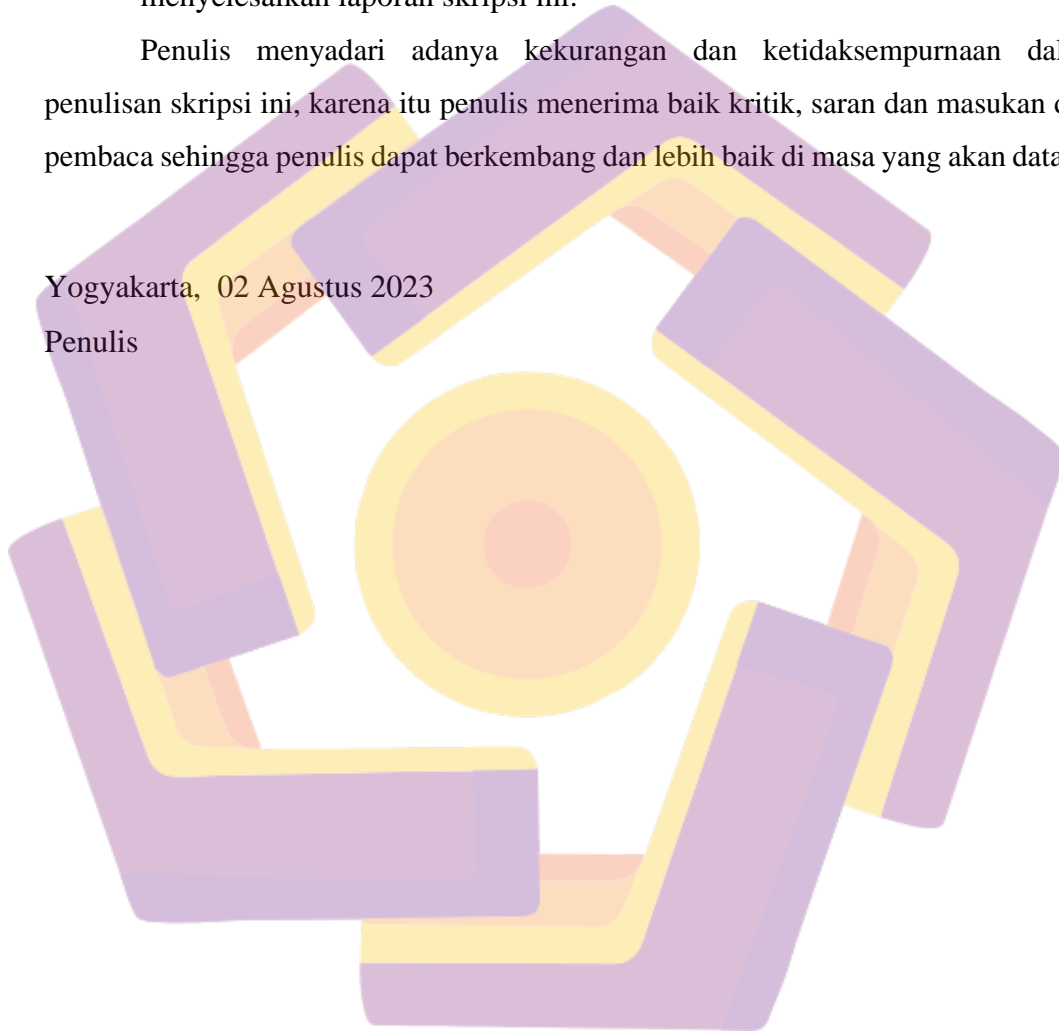 menyelesaikan laporan skripsi ini.
Penulis menyadari adanya kekurangan dan ketidaksempurnaan
penulisan skripsi ini, karena itu penulis menerima baik kritik, saran dan masukan
pembaca sehingga penulis dapat berkembang dan lebih baik di masa yang akan
Yogyakarta, 02 Agustus 2023
Penulis